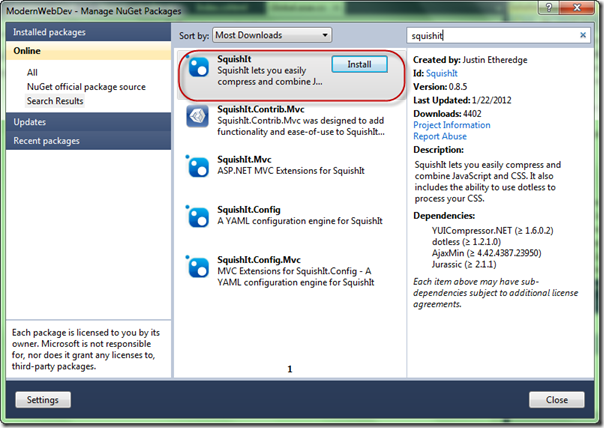 ModernWebDev - Manage NuGet Packages
Installed packages
Online
All
NuGet official package source
Search Results
Updates
Recent packages
Each package is licensed to you by its
owner. Microsoft is not responsible
for, nor does it grant any licenses to,
third-party packages.
Settings
Sort by: Most Downloads
SquishIt
SquishIt lets you easily
compress and combine J...
Install
SquishIt.Contrib.Mvc
SquishIt.Contrib.Mvc was designed to add
functionality and ease-of-use to SquishIt...
SquishIt.Mvc
ASP.NET MVC Extensions for SquishIt
SquishIt.Config
A YAML configuration engine for SquishIt
SquishIt.Config.Mvc
MVC Extensions for SquishIt.Config - A
YAML configuration engine for SquishIt
1
squishit
Created by: Justin Etheredge
Id: SquishIt
Version: 0.8.5
Last Updated: 1/22/2012
Downloads: 4402
Project Information
Report Abuse
Description:
SquishIt lets you easily compress and
combine JavaScript and CSS. It also
includes the ability to use dotless to
process your CSS.
Dependencies:
YUICompressor.NET (≥ 1.6.0.2)
dotless (≥ 1.2.1.0)
AjaxMin (≥ 4.42.4387.23950)
Jurassic (≥ 2.1.1)
Each item above may have sub-
dependencies subject to additional license
agreements.
Close